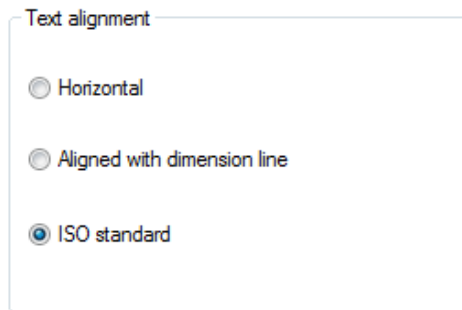 Text alignment
Horizontal
Aligned with dimension line
ISO standard